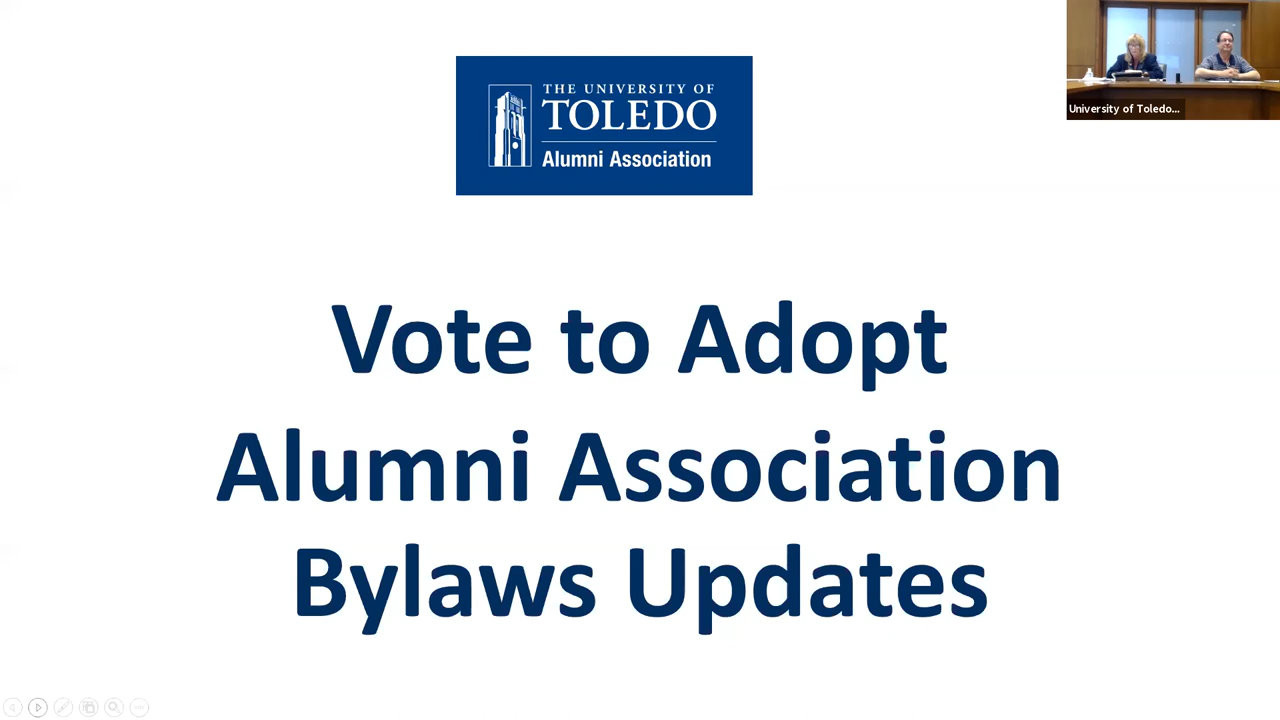 THE UNIVERSITY OF
TOLEDO
Alumni Association
University of Toledo...
Vote to Adopt
Alumni Association
Bylaws Updates